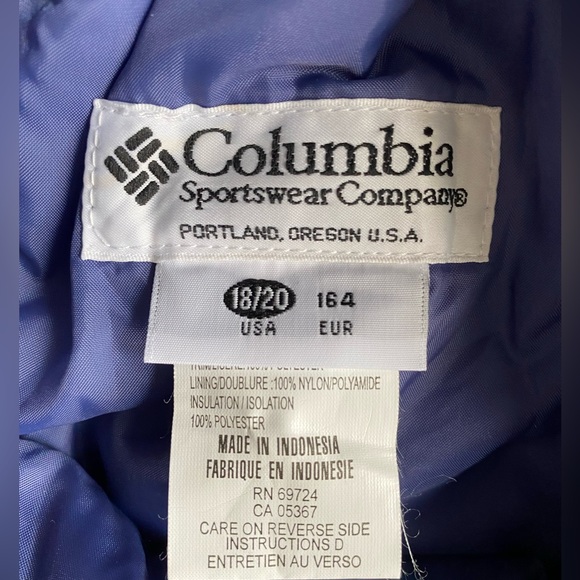 Columbia
Sportswear Company®
PORTLAND, OREGON U.S.A.
18/20 164
USA EUR
LINING/DOUBLURE :100% NYLON/POLYAMIDE
INSULATION / ISOLATION
100% POLYESTER
MADE IN INDONESIA
FABRIQUE EN INDONESIE
RN 69724
CA 05367
CARE ON REVERSE SIDE
INSTRUCTIONS D
ENTRETIEN AU VERSO